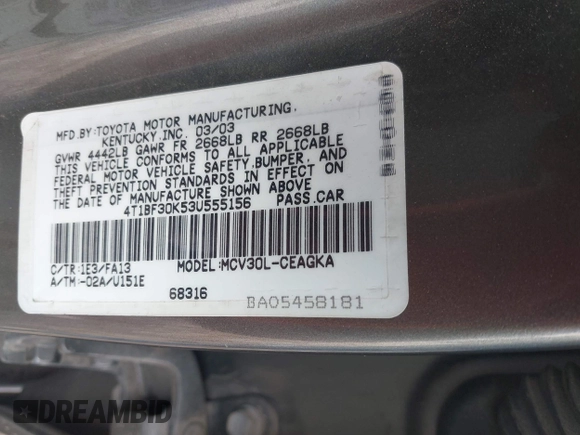 MFD.BY:TOYOTA MOTOR MANUFACTURING.
KENTUCKY.INC. 03/03
GVWR 4442LB GAWR FR 2668LB RR 2668LB
THIS VEHICLE CONFORMS TO ALL APPLICABLE
FEDERAL MOTOR VEHICLE SAFETY,BUMPER, AND
THEFT PREVENTION STANDARDS IN EFFECT ON
THE DATE OF MANUFACTURE SHOWN ABOVE
4T1BF30K53U555156 PASS.CAR
C/TR:1E3/FA13 MODEL:MCV30L-CEAGKA
A/TM:-02A/U151E
68316 BA05458181
DREAMBID